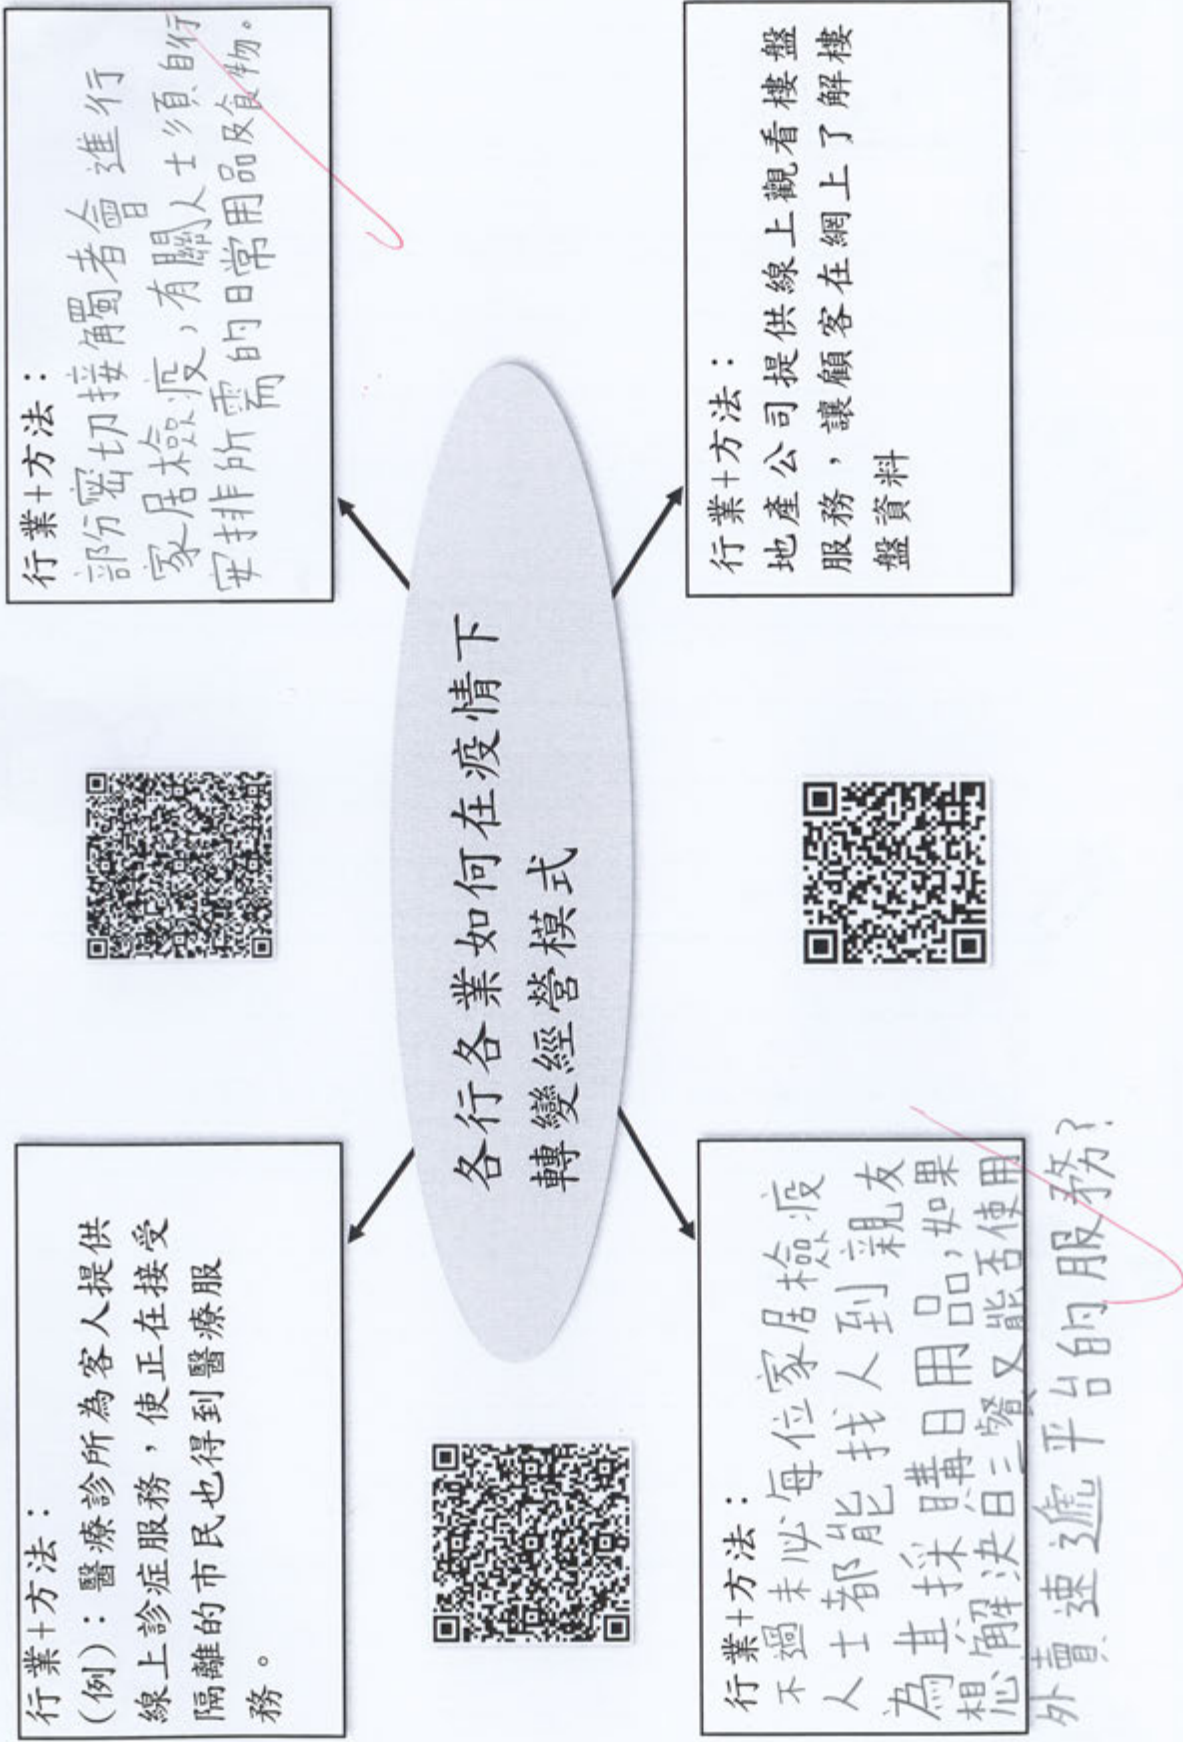 行業+方法：
(例)：醫療診所為客人提供
線上診症服務，使正在接受
隔離的市民也得到醫療服
務。
行業+方法：
部份密切接觸者會進行
家居檢疫，有關人士須自行
安排所需的日常用品及食物。
各行各業如何在疫情下
轉變經營模式
行業+方法：
不過未必每位家居檢疫
人士都能找人到親友
為其採購日用品，如果
想解決日三餐又能否使用
外賣速遞平台的服務?
行業+方法：
地產公司提供線上觀看樓盤
服務，讓顧客在網上了解樓
盤資料